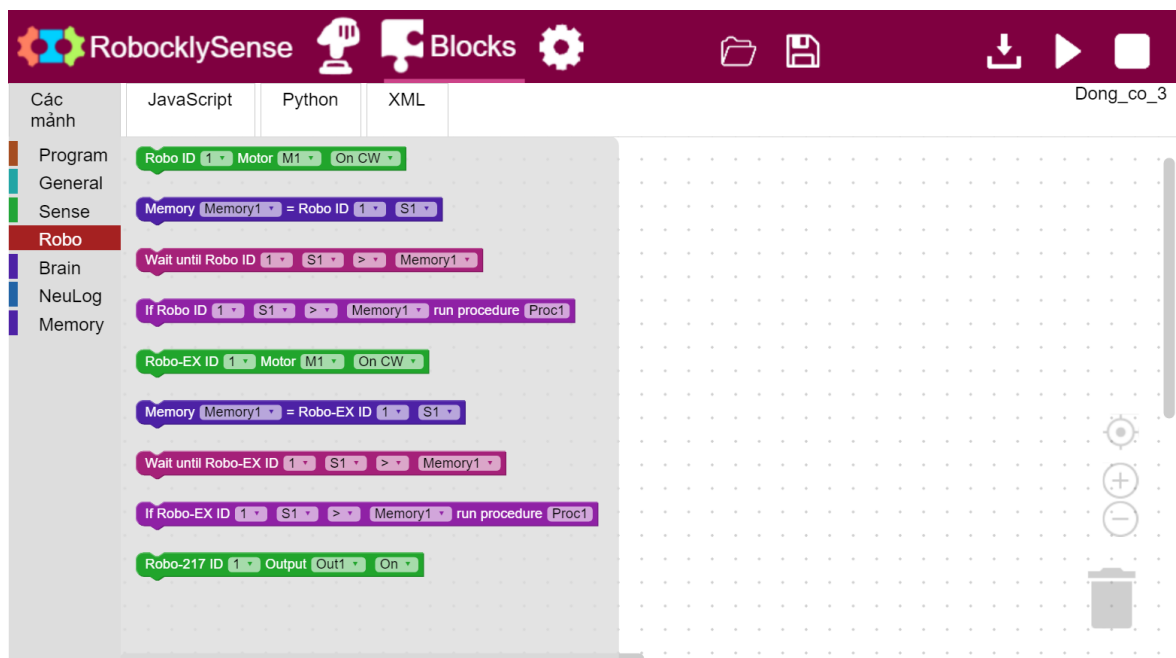 RobocklySense Blocks
Các mảnh JavaScript Python XML Dong_co_3
Program
General
Sense
Robo
Brain
NeuLog
Memory
Robo ID 1 Motor M1 On CW
Memory Memory1 = Robo ID 1 S1
Wait until Robo ID 1 S1 > Memory1
If Robo ID 1 S1 > Memory1 run procedure Proc1
Robo-EX ID 1 Motor M1 On CW
Memory Memory1 = Robo-EX ID 1 S1
Wait until Robo-EX ID 1 S1 > Memory1
If Robo-EX ID 1 S1 > Memory1 run procedure Proc1
Robo-217 ID 1 Output Out1 On